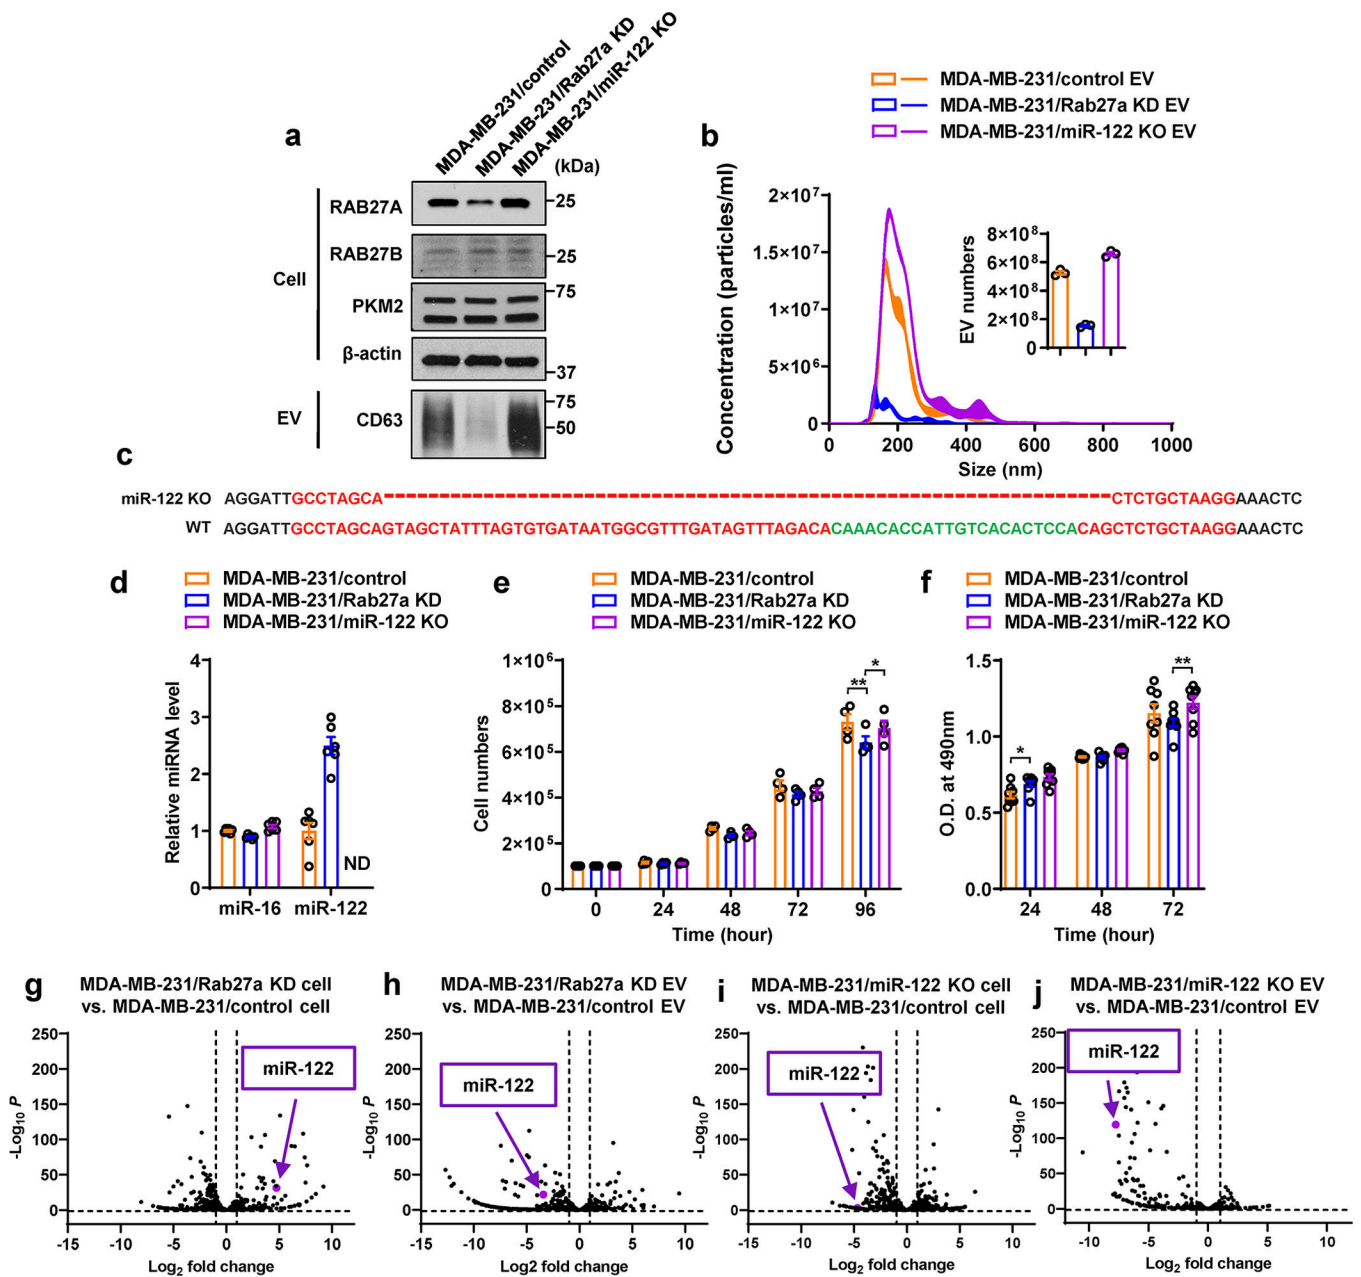 a
MDA-MB-231/control
MDA-MB-231/Rab27a KD
MDA-MB-231/miR-122 KO
(kDa)
Cell
RAB27A
25
RAB27B
25
PKM2
75
β-actin
37
EV
CD63
75
50
b
MDA-MB-231/control EV
MDA-MB-231/Rab27a KD EV
MDA-MB-231/miR-122 KO EV
Concentration (particles/ml)
2×10⁷
1.5×10⁷
1×10⁷
5×10⁶
0
0 200 400 600 800 1000
Size (nm)
EV numbers
8×10⁸
6×10⁸
4×10⁸
2×10⁸
0
c
miR-122 KO AGGATTGCCTAGCA CTCTGCTAAGGAAACTC
WT AGGATTGCCTAGCAGTAGCTATTTAGTGTGATAATGGCGTTTGATAGTTTAGACACAAACACCATTGTCACACTCCACAGCTCTGCTAAGGAAACTC
d
MDA-MB-231/control
MDA-MB-231/Rab27a KD
MDA-MB-231/miR-122 KO
Relative miRNA level
4
3
2
1
0
ND
miR-16 miR-122
e
MDA-MB-231/control
MDA-MB-231/Rab27a KD
MDA-MB-231/miR-122 KO
Cell numbers
1×10⁶
8×10⁵
6×10⁵
4×10⁵
2×10⁵
0
** *
0 24 48 72 96
Time (hour)
f
MDA-MB-231/control
MDA-MB-231/Rab27a KD
MDA-MB-231/miR-122 KO
O.D. at 490nm
1.5
1.0
0.5
0.0
* **
24 48 72
Time (hour)
g
MDA-MB-231/Rab27a KD cell
vs. MDA-MB-231/control cell
-Log₁₀ P
250
200
150
100
50
0
miR-122
-15 -10 -5 0 5 10
Log₂ fold change
h
MDA-MB-231/Rab27a KD EV
vs. MDA-MB-231/control EV
-Log₁₀ P
250
200
150
100
50
0
miR-122
-15 -10 -5 0 5 10
Log2 fold change
i
MDA-MB-231/miR-122 KO cell
vs. MDA-MB-231/control cell
-Log₁₀ P
250
200
150
100
50
0
miR-122
-15 -10 -5 0 5 10
Log₂ fold change
j
MDA-MB-231/miR-122 KO EV
vs. MDA-MB-231/control EV
-Log₁₀ P
250
200
150
100
50
0
miR-122
-15 -10 -5 0 5 10
Log₂ fold change